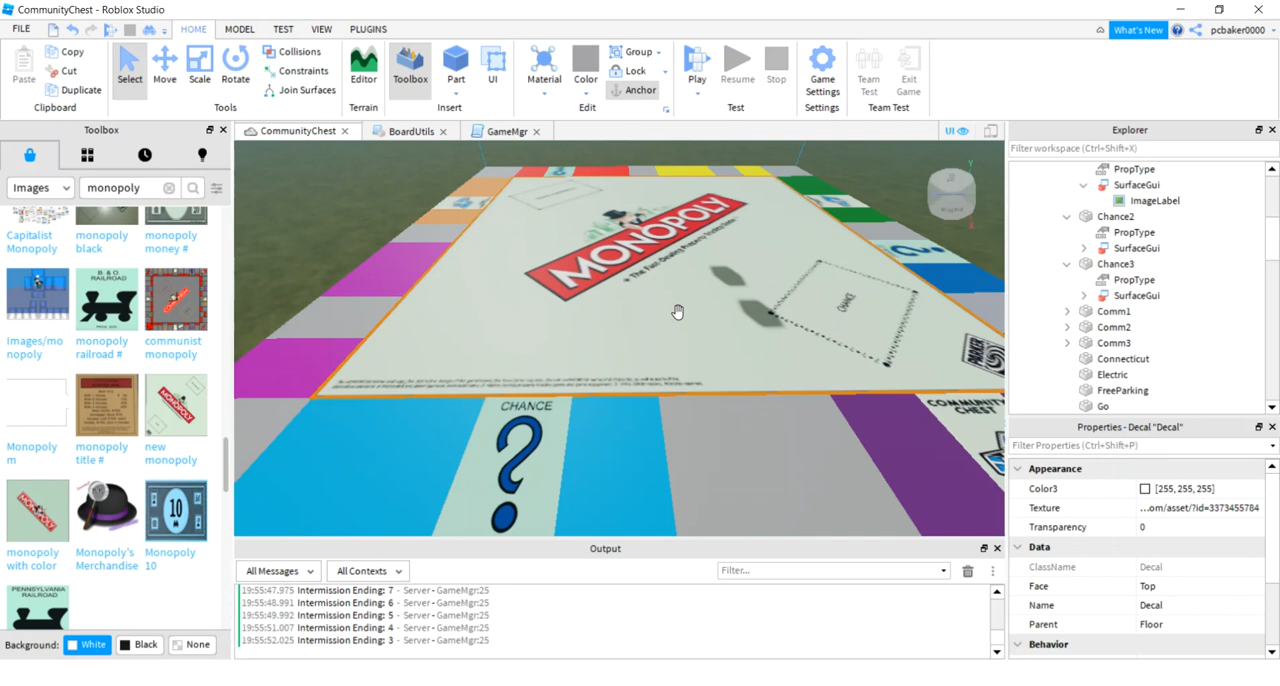 CommunityChest - Roblox Studio
FILE HOME MODEL TEST VIEW PLUGINS What's New pcbaker0000
Paste Copy Cut Duplicate Clipboard
Select Move Scale Rotate Collisions Constraints Join Surfaces Tools
Editor Terrain
Toolbox Part UI Insert
Material Color Group Lock Anchor Edit
Play Resume Stop Test
Game Settings Settings
Team Test Exit Game Team Test
Toolbox
Images monopoly
Capitalist Monopoly
monopoly black
monopoly money #
B. & O. RAILROAD
Images/mo nopoly
monopoly railroad #
communist monopoly
Monopoly m
monopoly title #
new monopoly
MONOPOLY
10
monopoly with color
Monopoly's Merchandise
Monopoly 10
PENNSYLVANIA RAILROAD
Background: White Black None
CommunityChest BoardUtils GameMgr UI
MONOPOLY
CHANCE
CHANCE
?
COMMUNITY CHEST
PARKER
Output
All Messages All Contexts Filter...
19:55:47.975 Intermission Ending: 7 - Server - GameMgr:25
19:55:48.991 Intermission Ending: 6 - Server - GameMgr:25
19:55:49.992 Intermission Ending: 5 - Server - GameMgr:25
19:55:51.007 Intermission Ending: 4 - Server - GameMgr:25
19:55:52.025 Intermission Ending: 3 - Server - GameMgr:25
Explorer
Filter workspace (Ctrl+Shift+X)
PropType
SurfaceGui
ImageLabel
Chance2
PropType
SurfaceGui
Chance3
PropType
SurfaceGui
Comm1
Comm2
Comm3
Connecticut
Electric
FreeParking
Go
Properties - Decal "Decal"
Filter Properties (Ctrl+Shift+P)
Appearance
Color3 [255, 255, 255]
Texture ...om/asset/?id=3373455784
Transparency 0
Data
ClassName Decal
Face Top
Name Decal
Parent Floor
Behavior